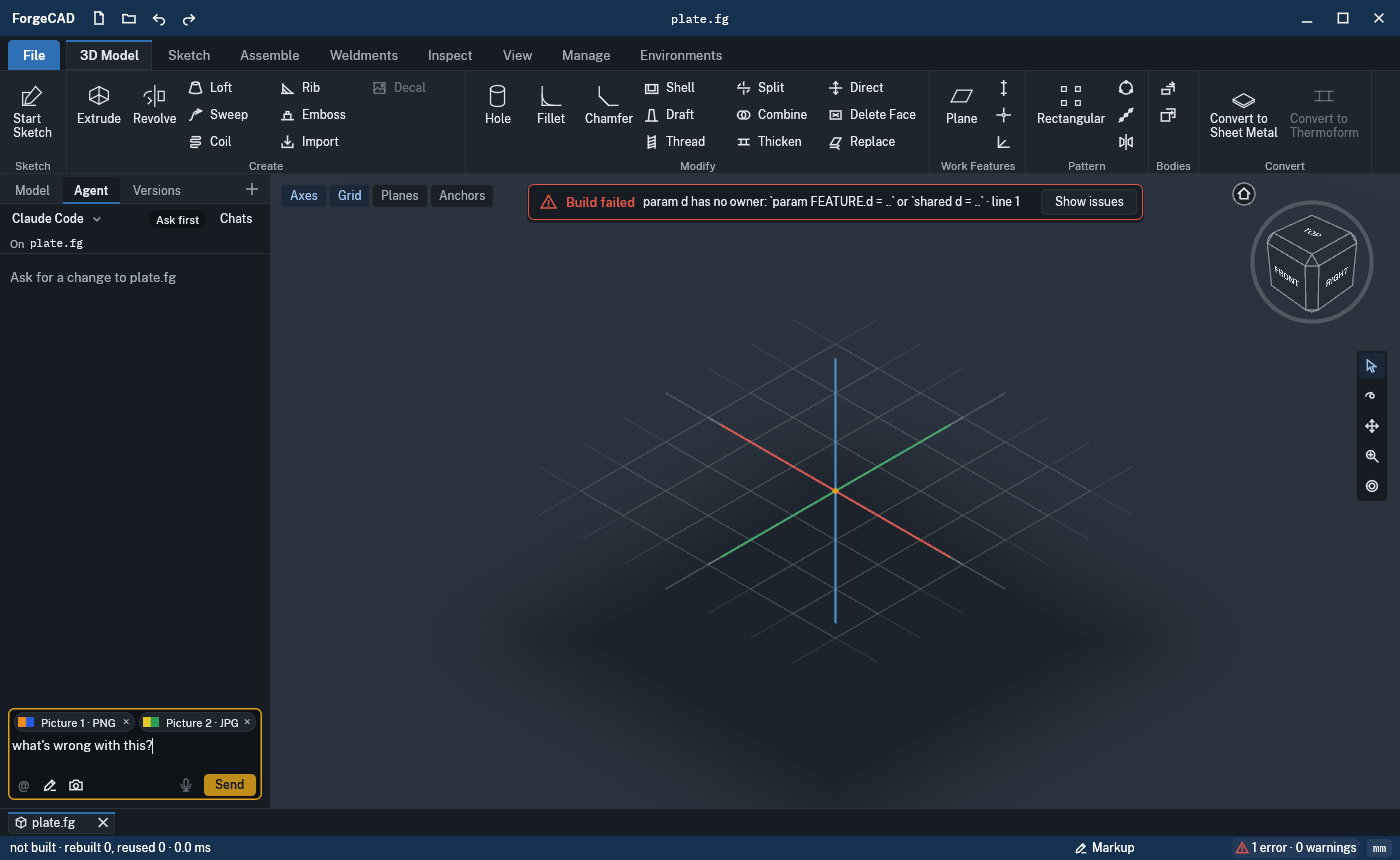 ForgeCAD
plate.fg
File
3D Model
Sketch
Assemble
Weldments
Inspect
View
Manage
Environments
Start
Sketch
Sketch
Extrude
Revolve
Loft
Sweep
Coil
Rib
Emboss
Import
Decal
Create
Hole
Fillet
Chamfer
Shell
Draft
Thread
Split
Combine
Thicken
Direct
Delete Face
Replace
Modify
Plane
Work Features
Rectangular
Pattern
Bodies
Convert to
Sheet Metal
Convert to
Thermoform
Convert
Model
Agent
Versions
Claude Code
Ask first
Chats
On plate.fg
Ask for a change to plate.fg
Axes
Grid
Planes
Anchors
Build failed param d has no owner: `param FEATURE.d = ..` or `shared d = ..` · line 1
Show issues
TOP
FRONT
RIGHT
Picture 1 · PNG ×
Picture 2 · JPG ×
what's wrong with this?
@
Send
plate.fg
not built · rebuilt 0, reused 0 · 0.0 ms
Markup
1 error · 0 warnings
mm